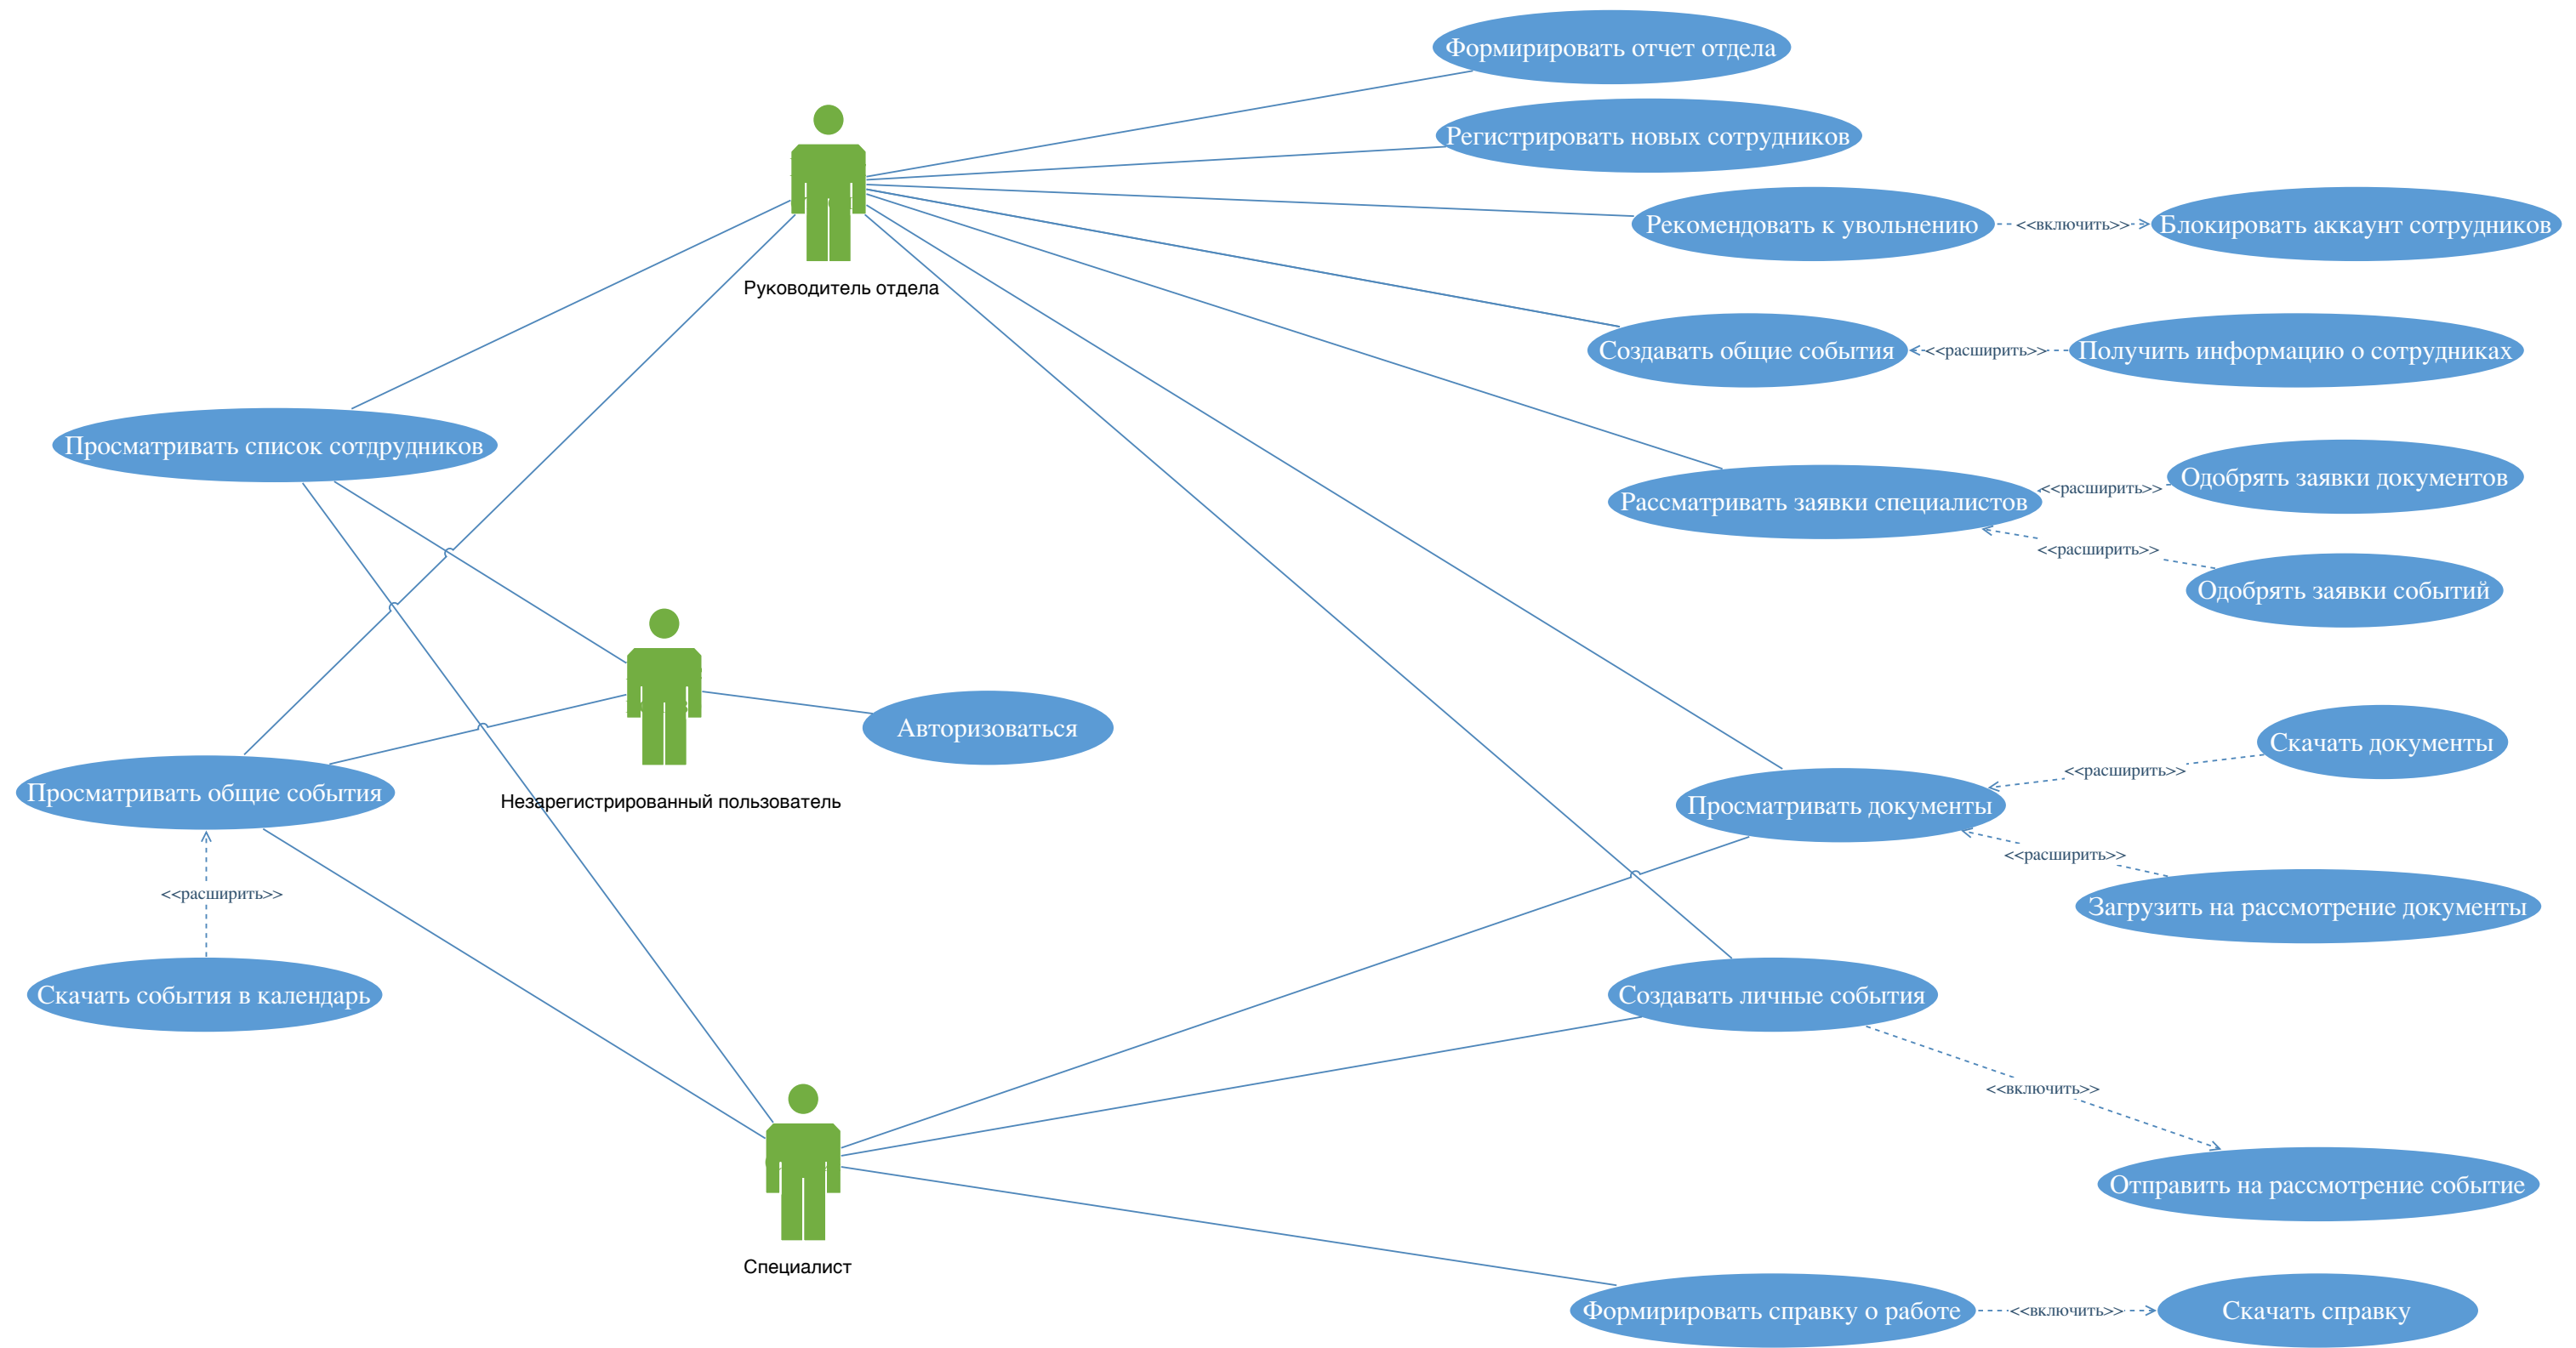 Формирировать отчет отдела
Регистрировать новых сотрудников
Рекомендовать к увольнению
<<включить>>
Блокировать аккаунт сотрудников
Руководитель отдела
Создавать общие события
<<расширить>>
Получить информацию о сотрудниках
Просматривать список сотдрудников
Рассматривать заявки специалистов
<<расширить>>
Одобрять заявки документов
<<расширить>>
Одобрять заявки событий
Авторизоваться
Незарегистрированный пользователь
Просматривать общие события
<<расширить>>
Скачать события в календарь
Просматривать документы
<<расширить>>
Скачать документы
<<расширить>>
Загрузить на рассмотрение документы
Создавать личные события
<<включить>>
Отправить на рассмотрение событие
Специалист
Формирировать справку о работе
<<включить>>
Скачать справку